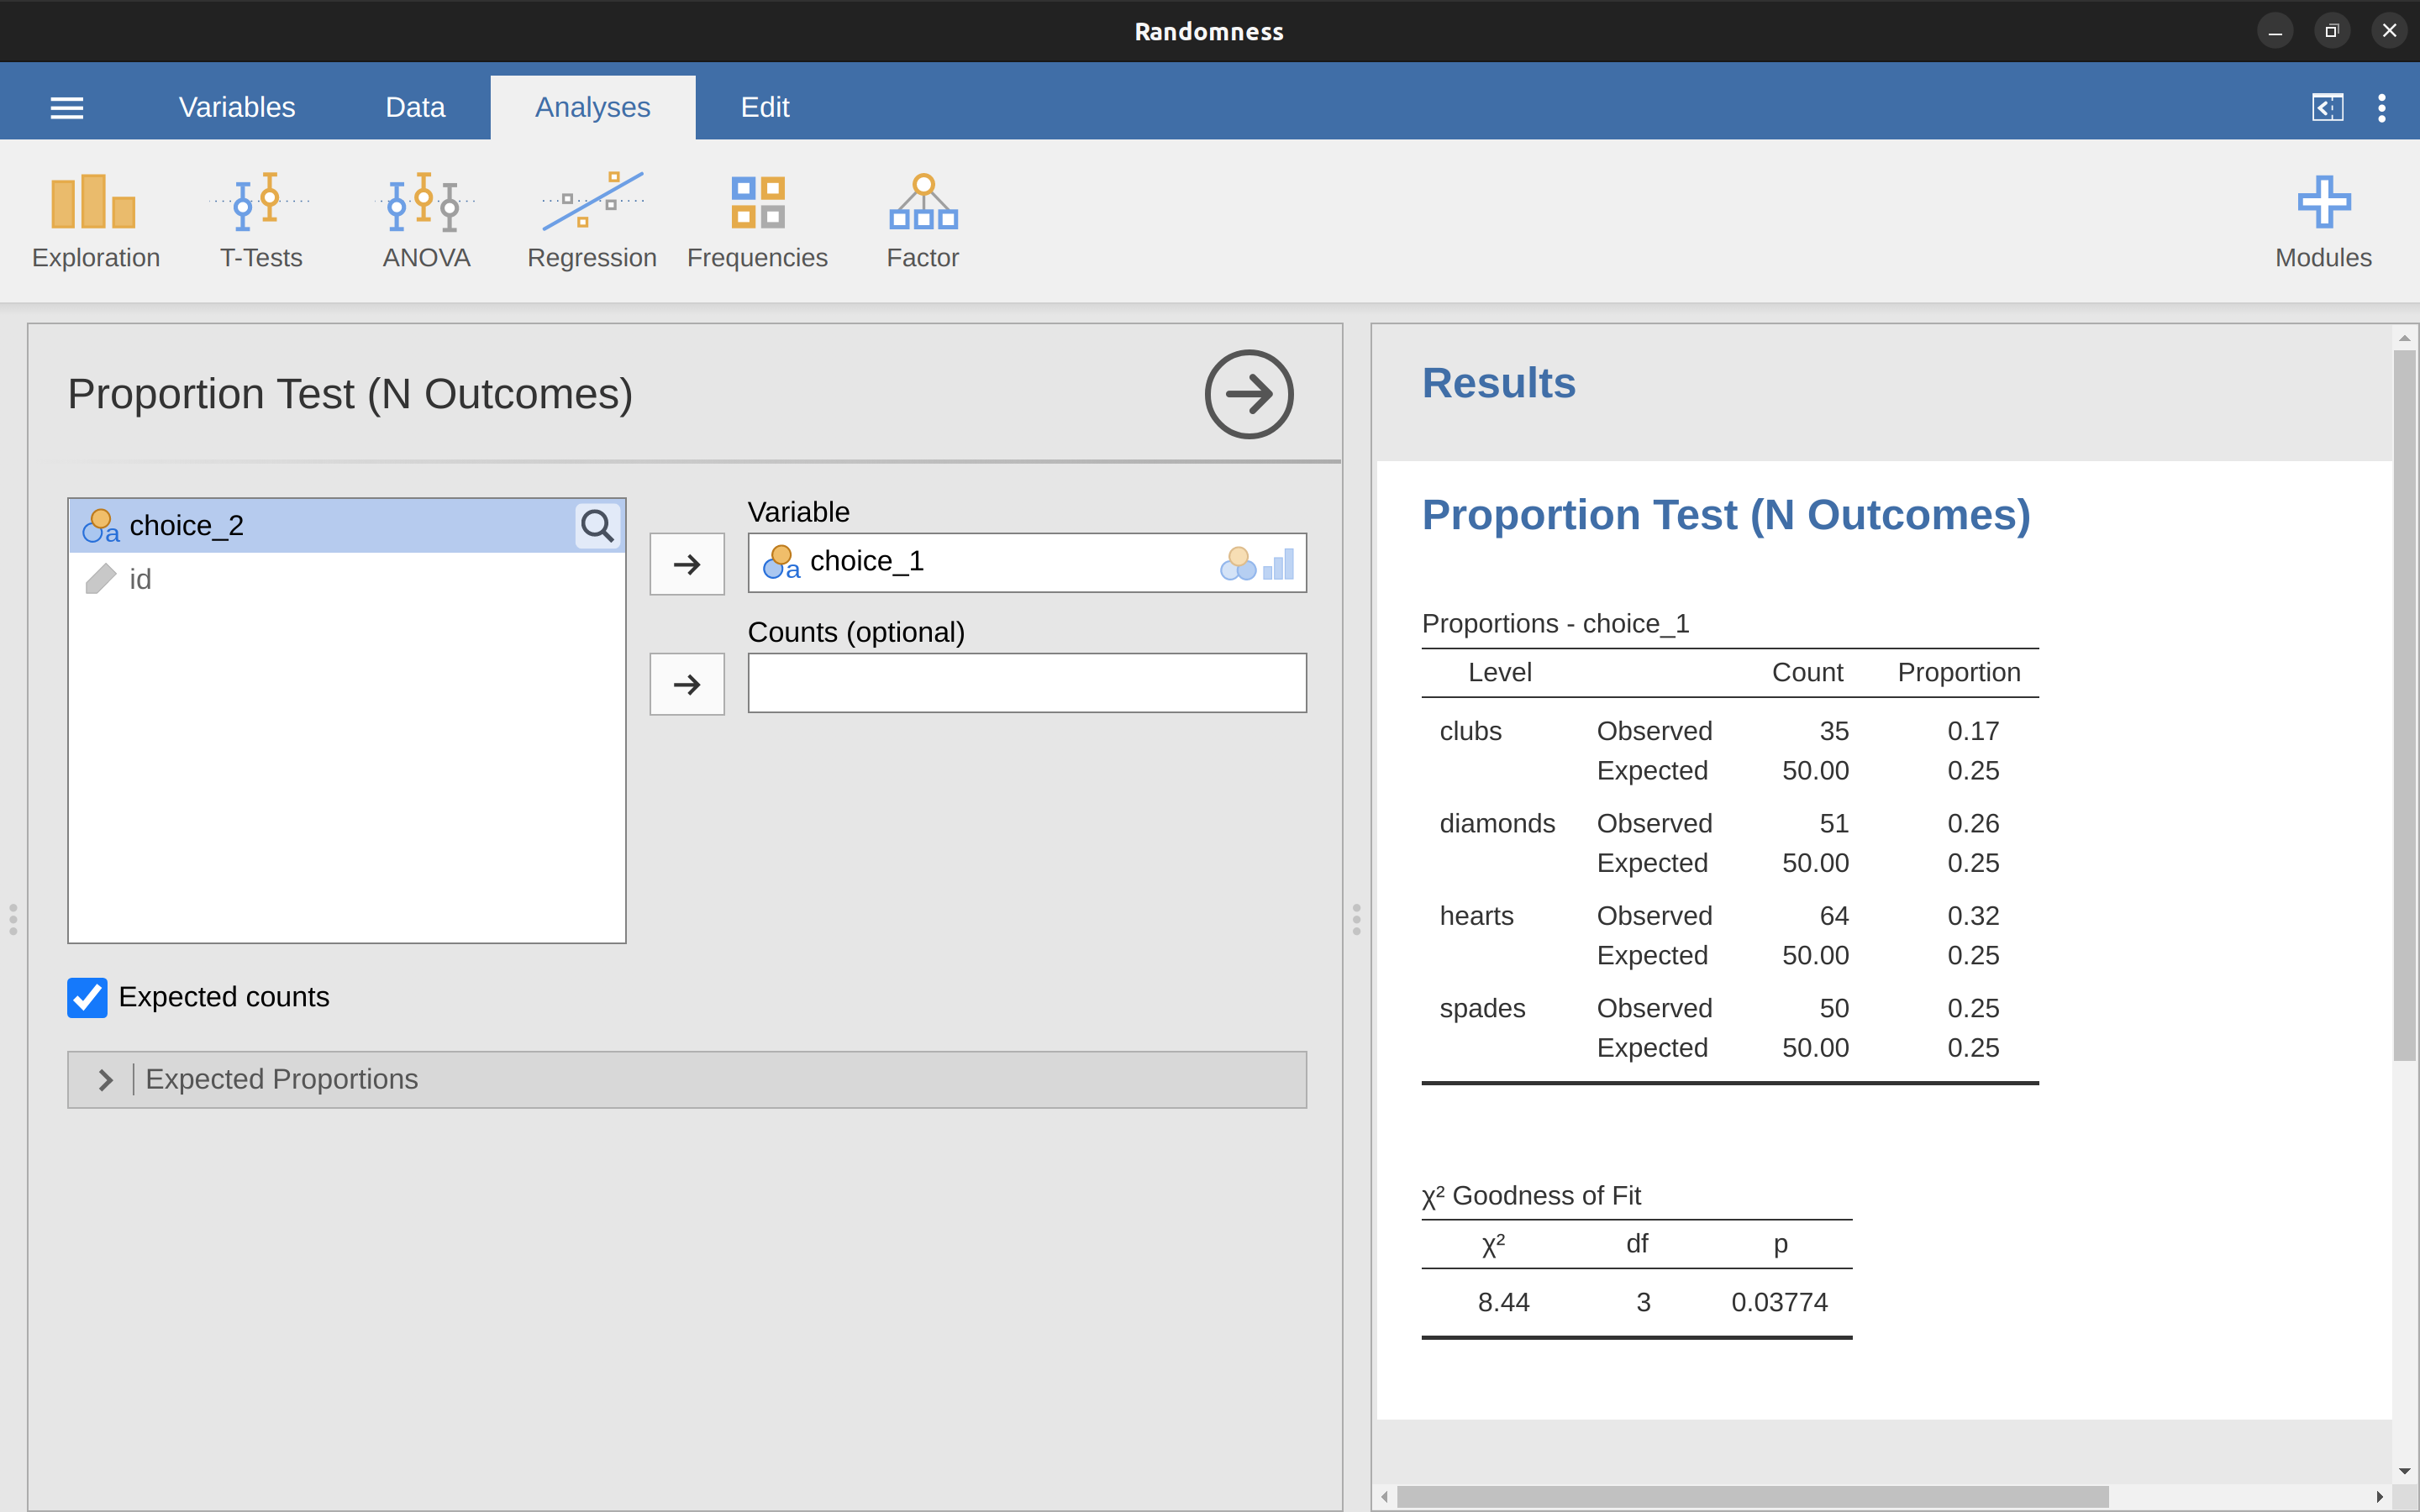 Randomness
Variables Data Analyses Edit
Exploration T-Tests ANOVA Regression Frequencies Factor Modules
Proportion Test (N Outcomes)
choice_2
id
Variable
choice_1
Counts (optional)
Expected counts
Expected Proportions
Results
Proportion Test (N Outcomes)
Proportions - choice_1
Level Count Proportion
clubs Observed 35 0.17
Expected 50.00 0.25
diamonds Observed 51 0.26
Expected 50.00 0.25
hearts Observed 64 0.32
Expected 50.00 0.25
spades Observed 50 0.25
Expected 50.00 0.25
χ² Goodness of Fit
χ² df p
8.44 3 0.03774